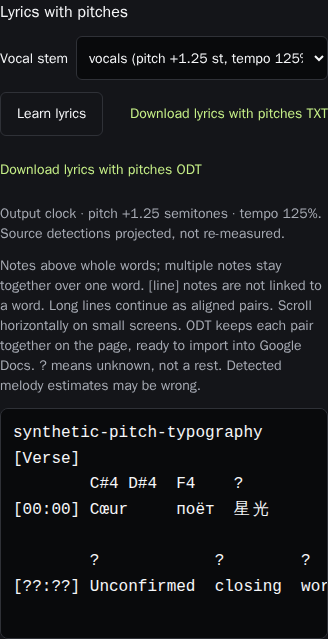 Lyrics with pitches
Vocal stem
vocals (pitch +1.25 st, tempo 125%
Learn lyrics
Download lyrics with pitches TXT
Download lyrics with pitches ODT
Output clock · pitch +1.25 semitones · tempo 125%.
Source detections projected, not re-measured.
Notes above whole words; multiple notes stay
together over one word. [line] notes are not linked to
a word. Long lines continue as aligned pairs. Scroll
horizontally on small screens. ODT keeps each pair
together on the page, ready to import into Google
Docs. ? means unknown, not a rest. Detected
melody estimates may be wrong.
synthetic-pitch-typography
[Verse]
C#4 D#4 F4 ?
[00:00] Cœur поёт 星光
? ? ?
[??:??] Unconfirmed closing